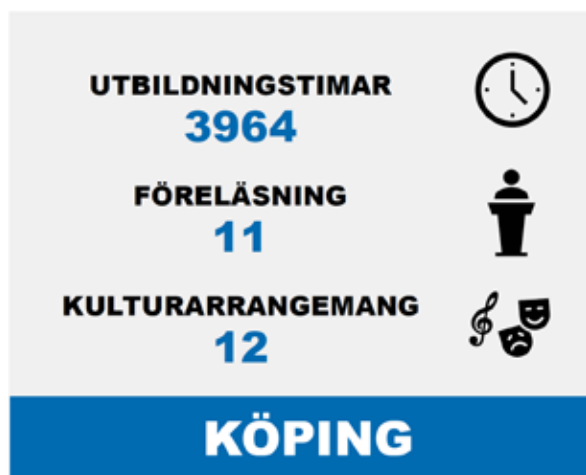 UTBILDNINGSTIMAR
3964
FÖRELÄSNING
11
KULTURARRANGEMANG
12
KÖPING